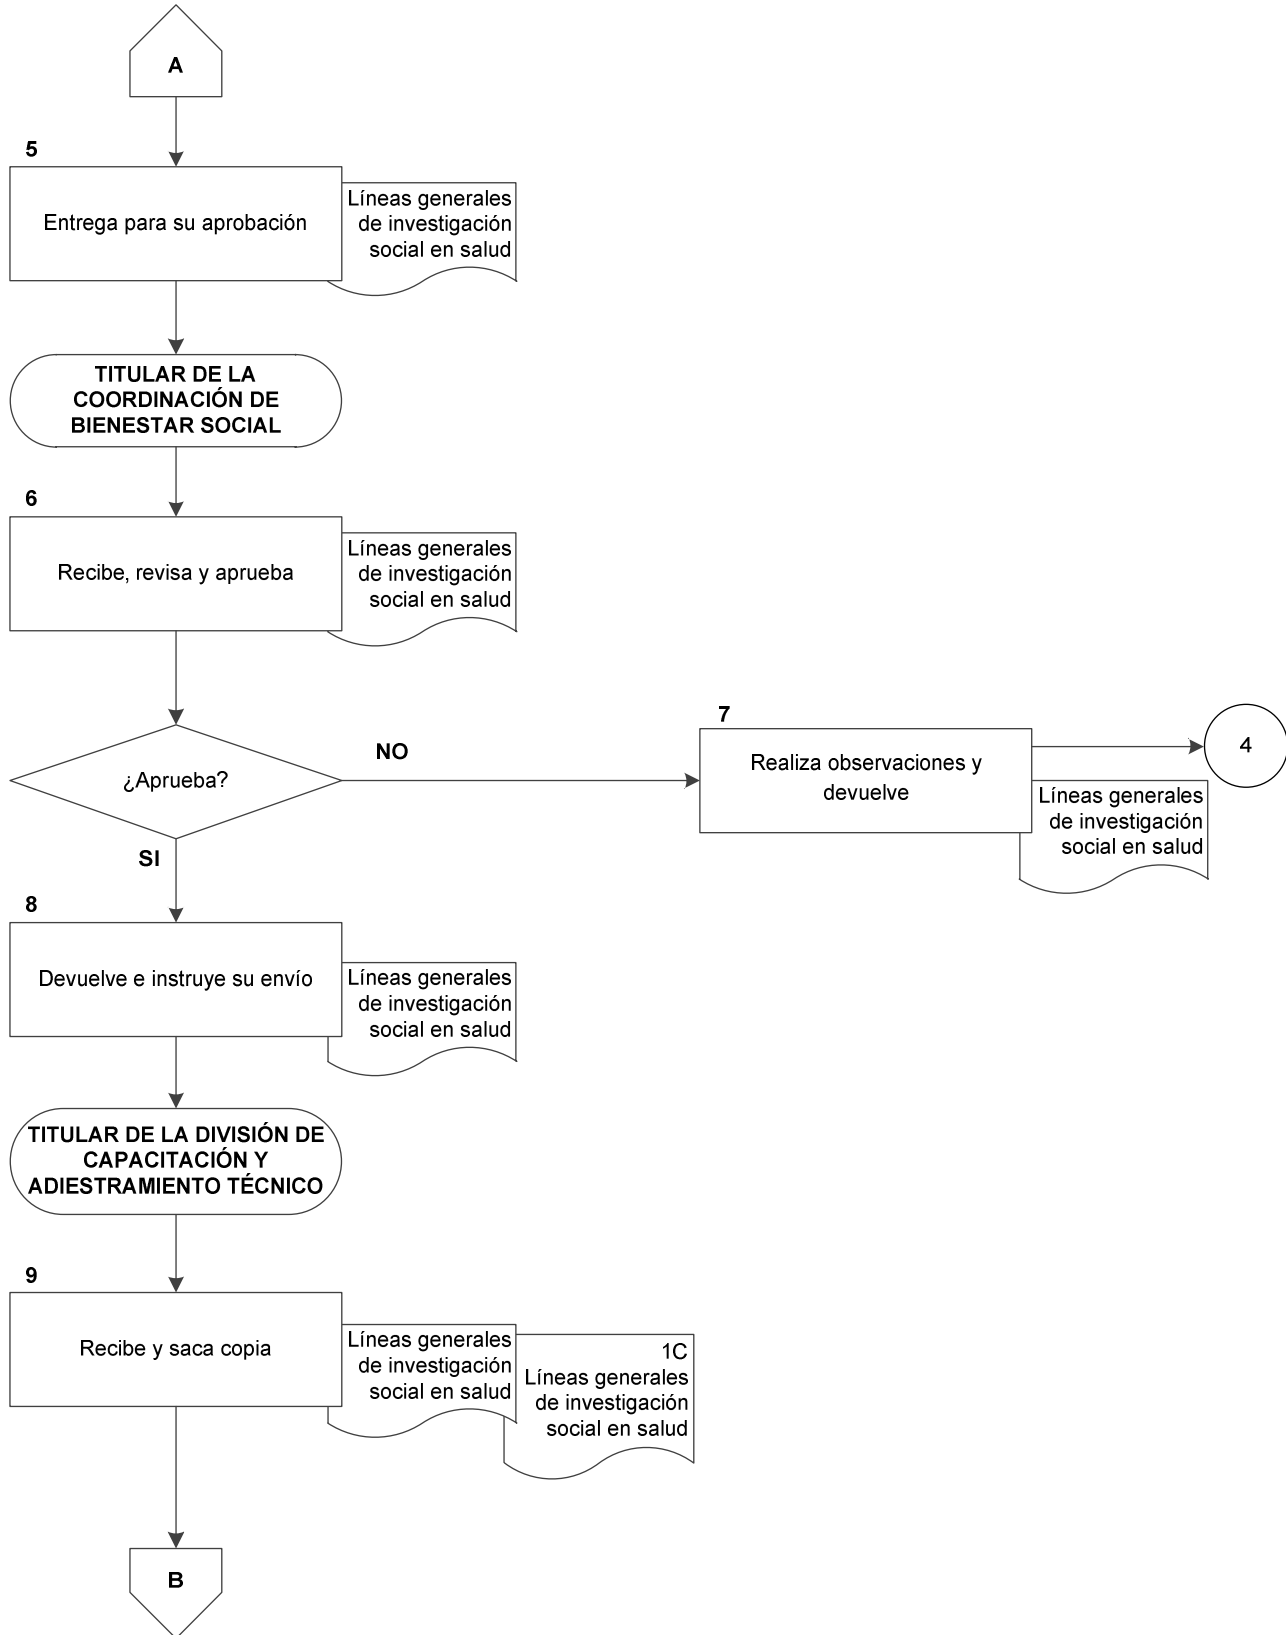 A
5
Entrega para su aprobación
Líneas generales
de investigación
social en salud
TITULAR DE LA
COORDINACIÓN DE
BIENESTAR SOCIAL
6
Recibe, revisa y aprueba
Líneas generales
de investigación
social en salud
¿Aprueba?
NO
7
Realiza observaciones y
devuelve
4
Líneas generales
de investigación
social en salud
SI
8
Devuelve e instruye su envío
Líneas generales
de investigación
social en salud
TITULAR DE LA DIVISIÓN DE
CAPACITACIÓN Y
ADIESTRAMIENTO TÉCNICO
9
Recibe y saca copia
Líneas generales
de investigación
social en salud
1C
Líneas generales
de investigación
social en salud
B